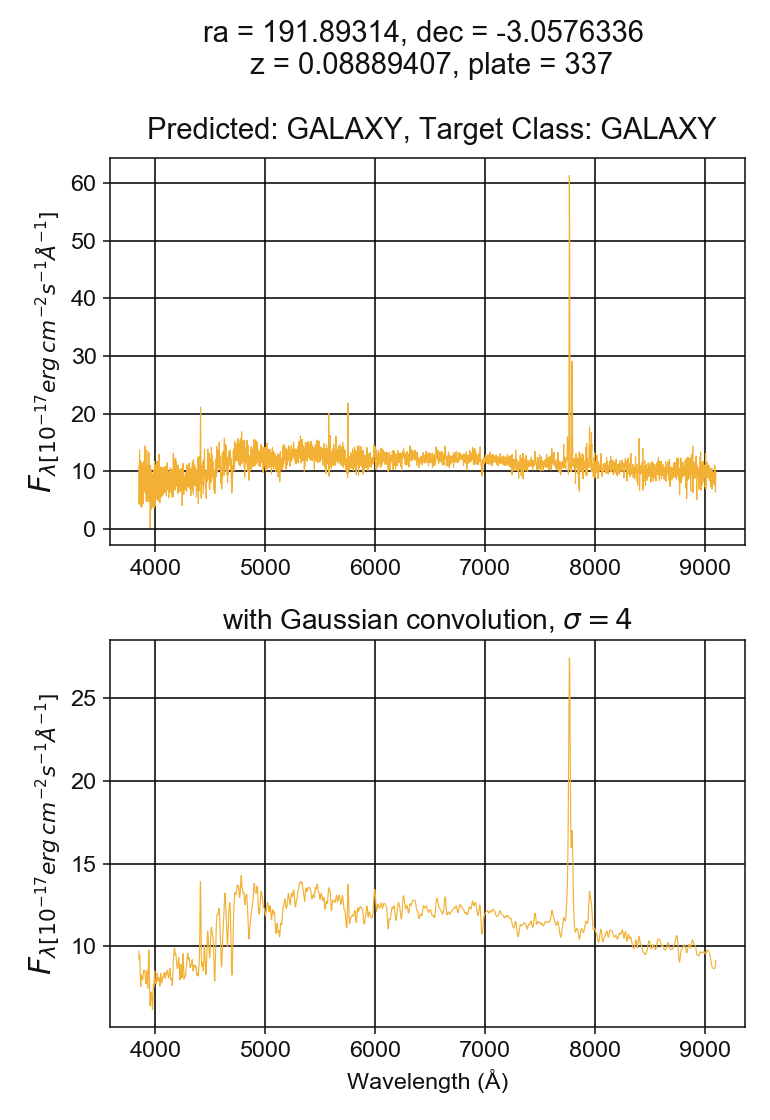 ra = 191.89314, dec = -3.0576336
z = 0.08889407, plate = 337
Predicted: GALAXY, Target Class: GALAXY
60
50
40
30
20
10
0
F_λ[10⁻¹⁷erg cm⁻²s⁻¹Å⁻¹]
4000 5000 6000 7000 8000 9000
with Gaussian convolution, σ = 4
25
20
15
10
F_λ[10⁻¹⁷erg cm⁻²s⁻¹Å⁻¹]
4000 5000 6000 7000 8000 9000
Wavelength (Å)